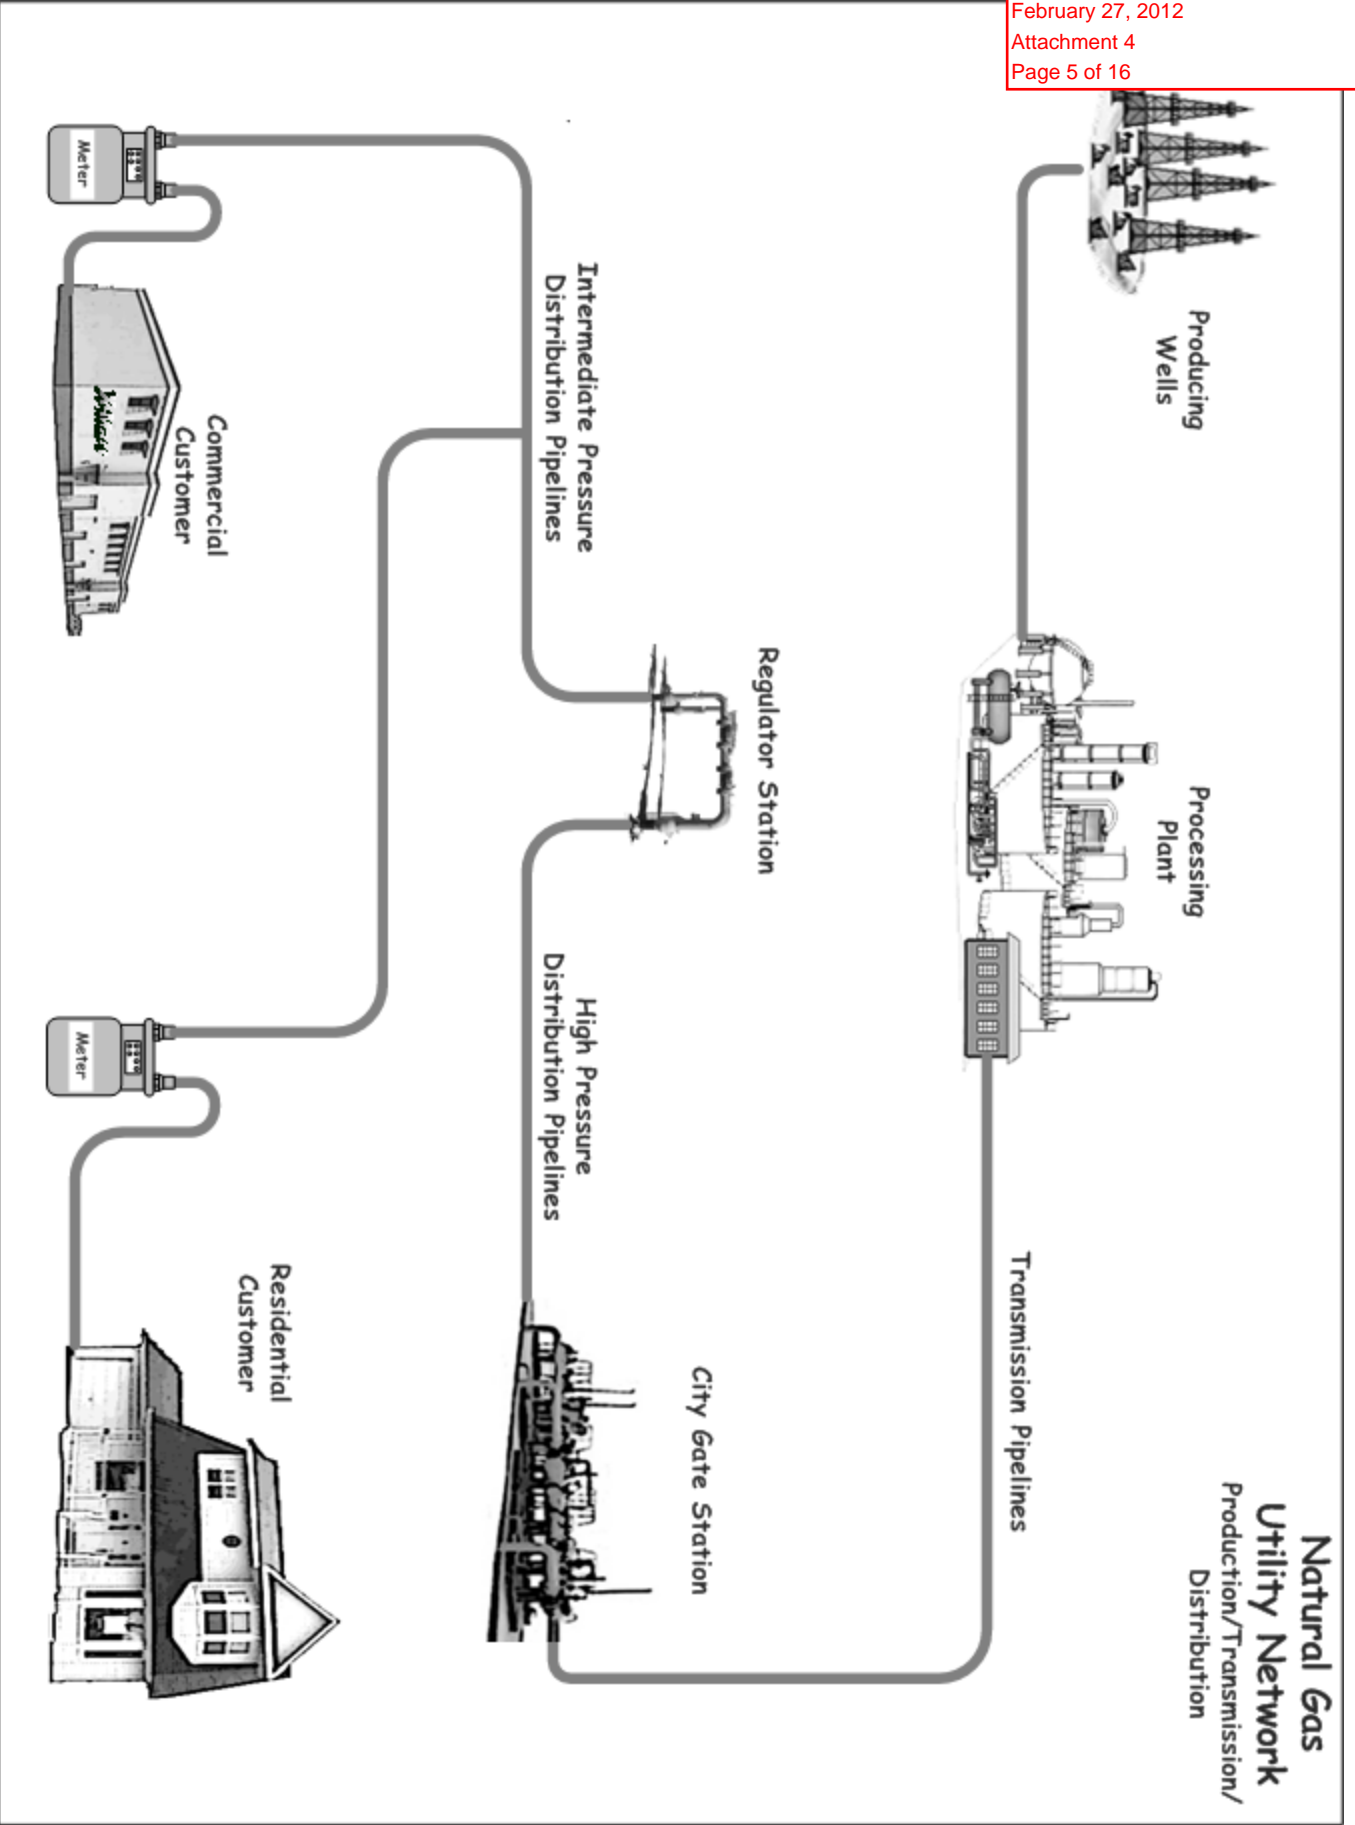 February 27, 2012
Attachment 4
Page 5 of 16
Natural Gas
Utility Network
Production/Transmission/
Distribution
Producing
Wells
Processing
Plant
Transmission Pipelines
Regulator Station
City Gate Station
Intermediate Pressure
Distribution Pipelines
High Pressure
Distribution Pipelines
Commercial
Customer
Residential
Customer
Meter
Meter